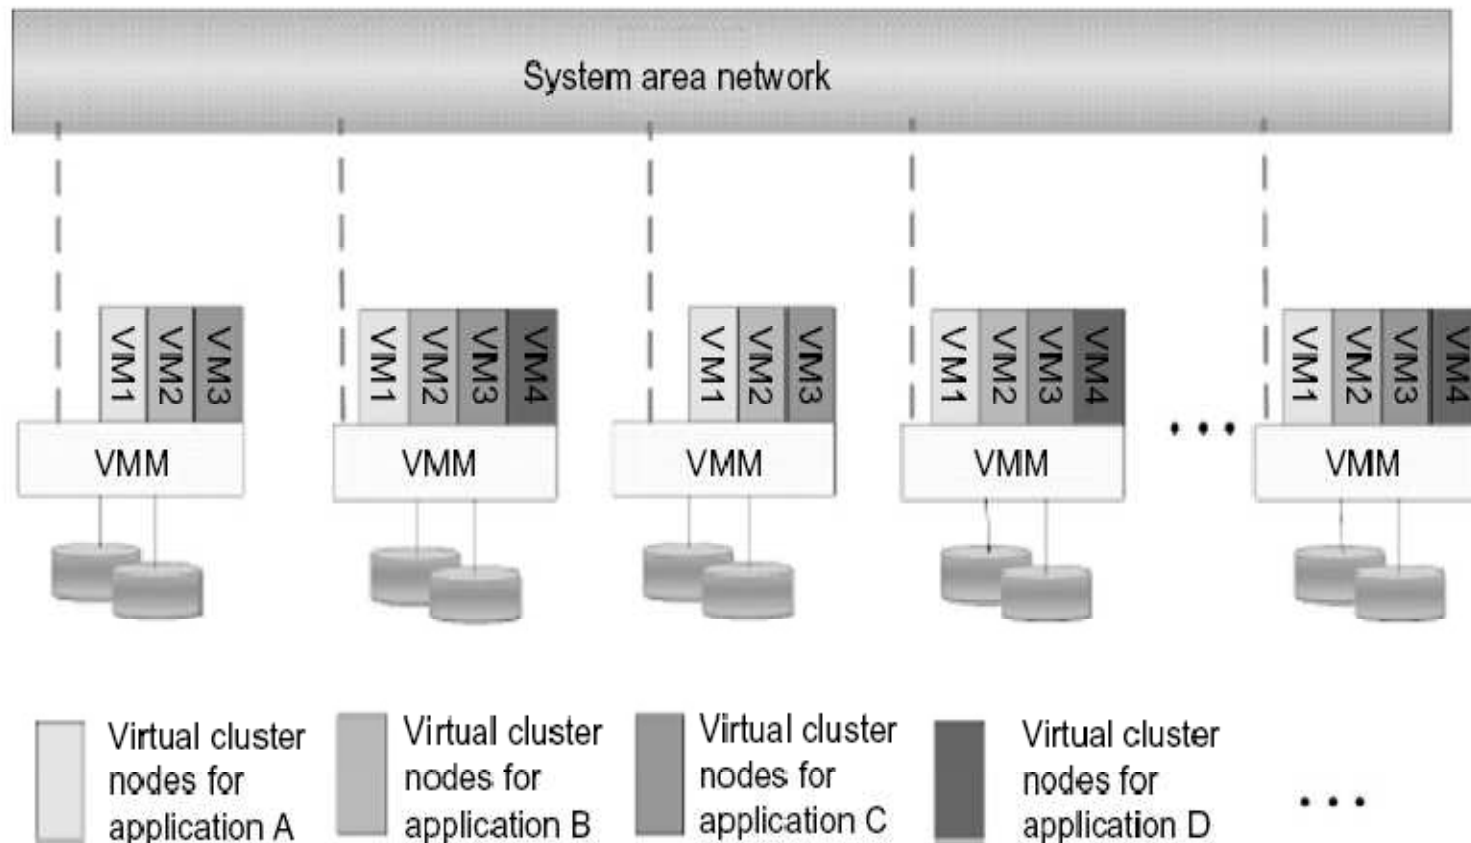 System area network
VM1 VM2 VM3
VM1 VM2 VM3 VM4
VM1 VM2 VM3
VM1 VM2 VM3 VM4
VM1 VM2 VM3 VM4
VMM
VMM
VMM
VMM
...
VMM
Virtual cluster
nodes for
application A
Virtual cluster
nodes for
application B
Virtual cluster
nodes for
application C
Virtual cluster
nodes for
application D
...